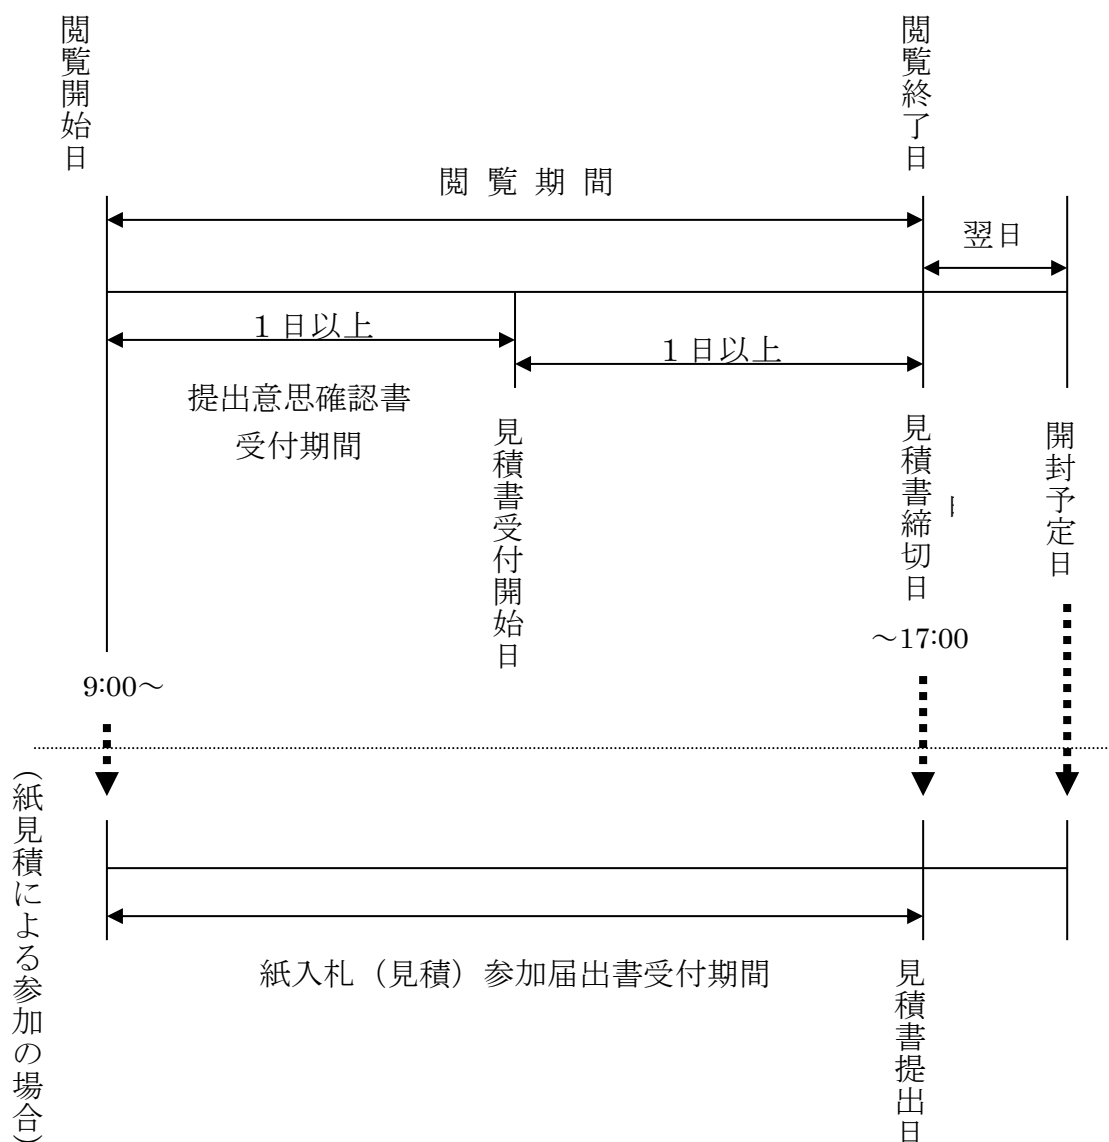 閲覧開始日
閲覧終了日
閲覧期間
翌日
１日以上
１日以上
提出意思確認書
受付期間
見積書受付開始日
見積書締切日
開封予定日
～17:00
9:00～
（紙見積による参加の場合）
紙入札（見積）参加届出書受付期間
見積書提出日